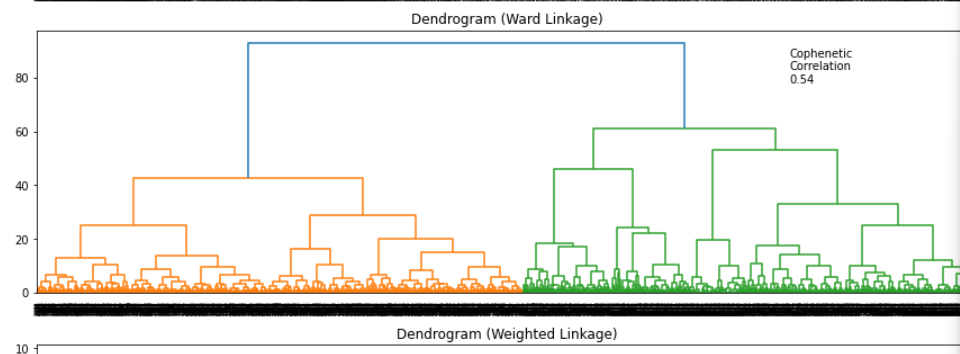 Dendrogram (Ward Linkage)
Cophenetic
Correlation
0.54
80
60
40
20
0
Dendrogram (Weighted Linkage)
10